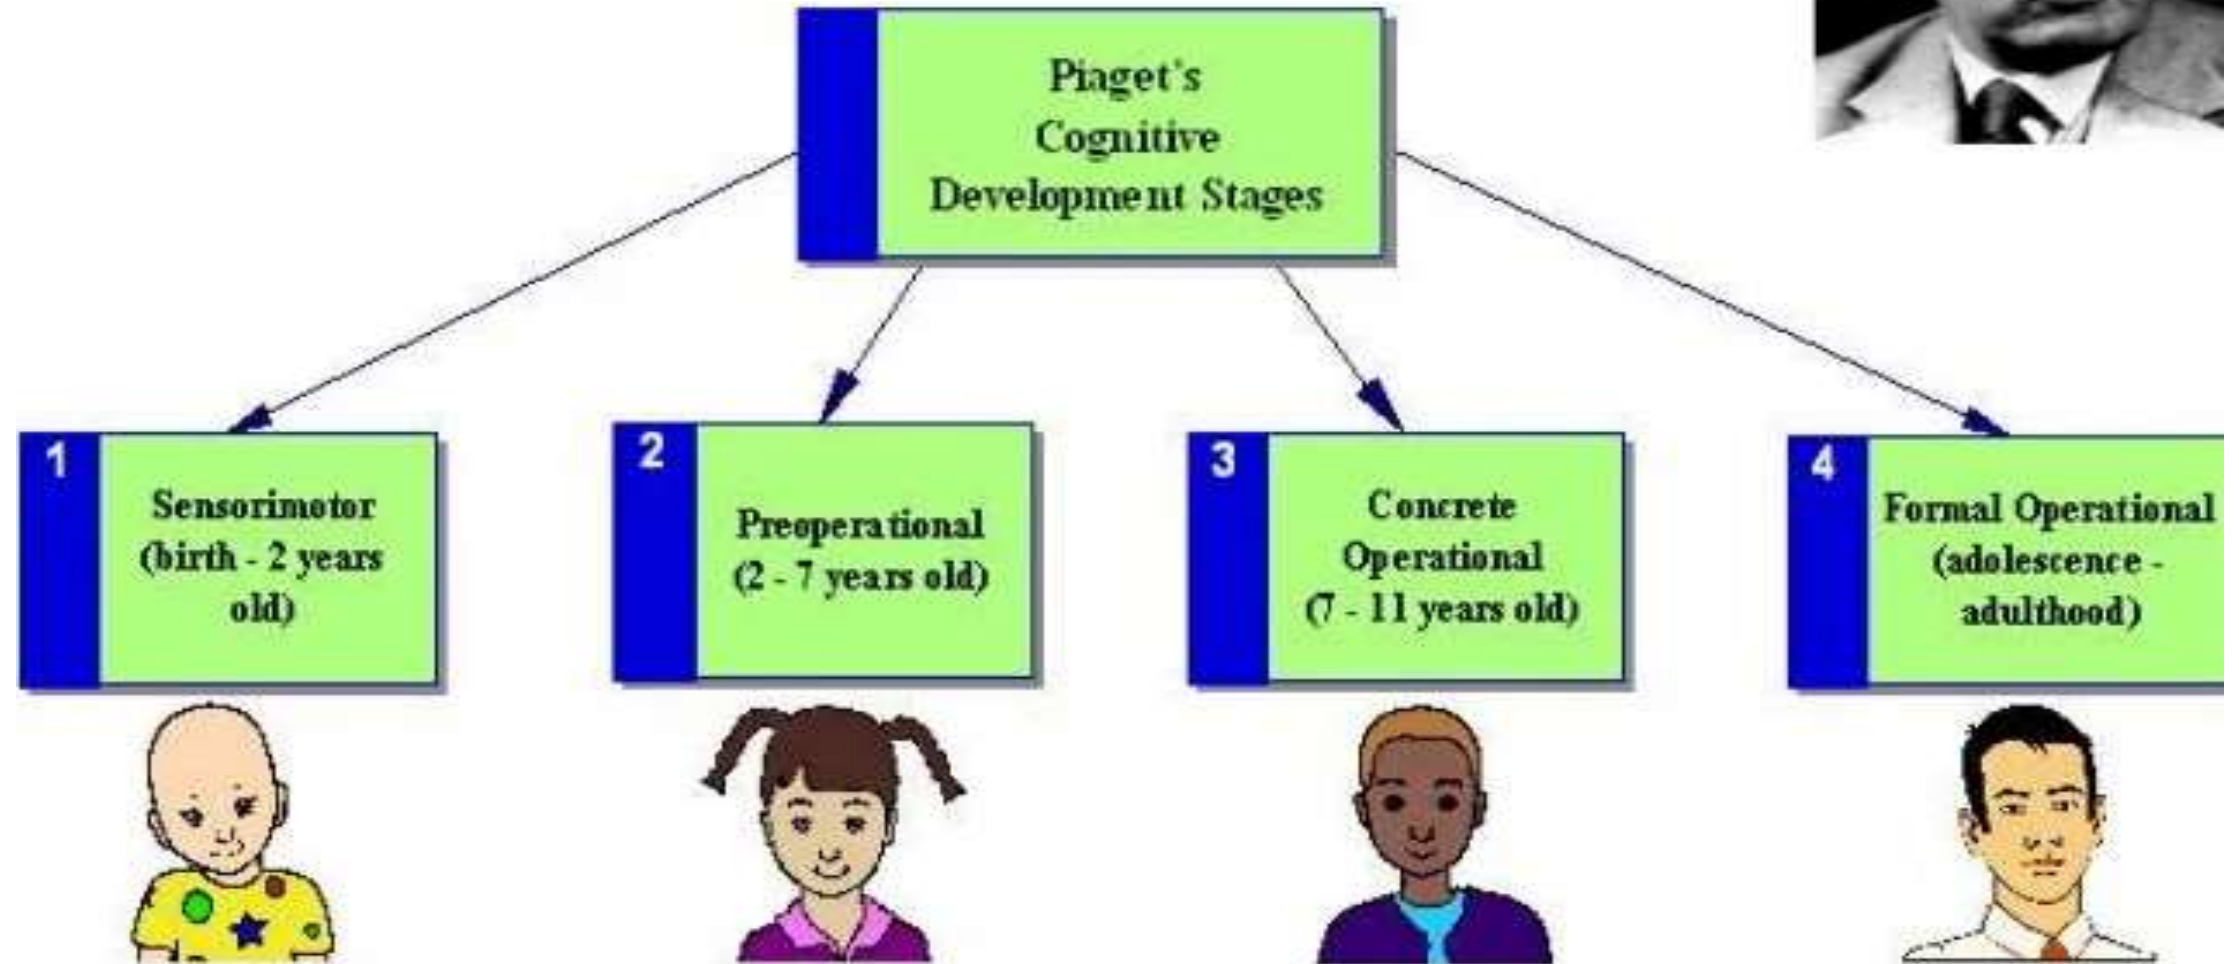 Piaget's
Cognitive
Development Stages
1
Sensorimotor
(birth - 2 years
old)
2
Preoperational
(2 - 7 years old)
3
Concrete
Operational
(7 - 11 years old)
4
Formal Operational
(adolescence -
adulthood)